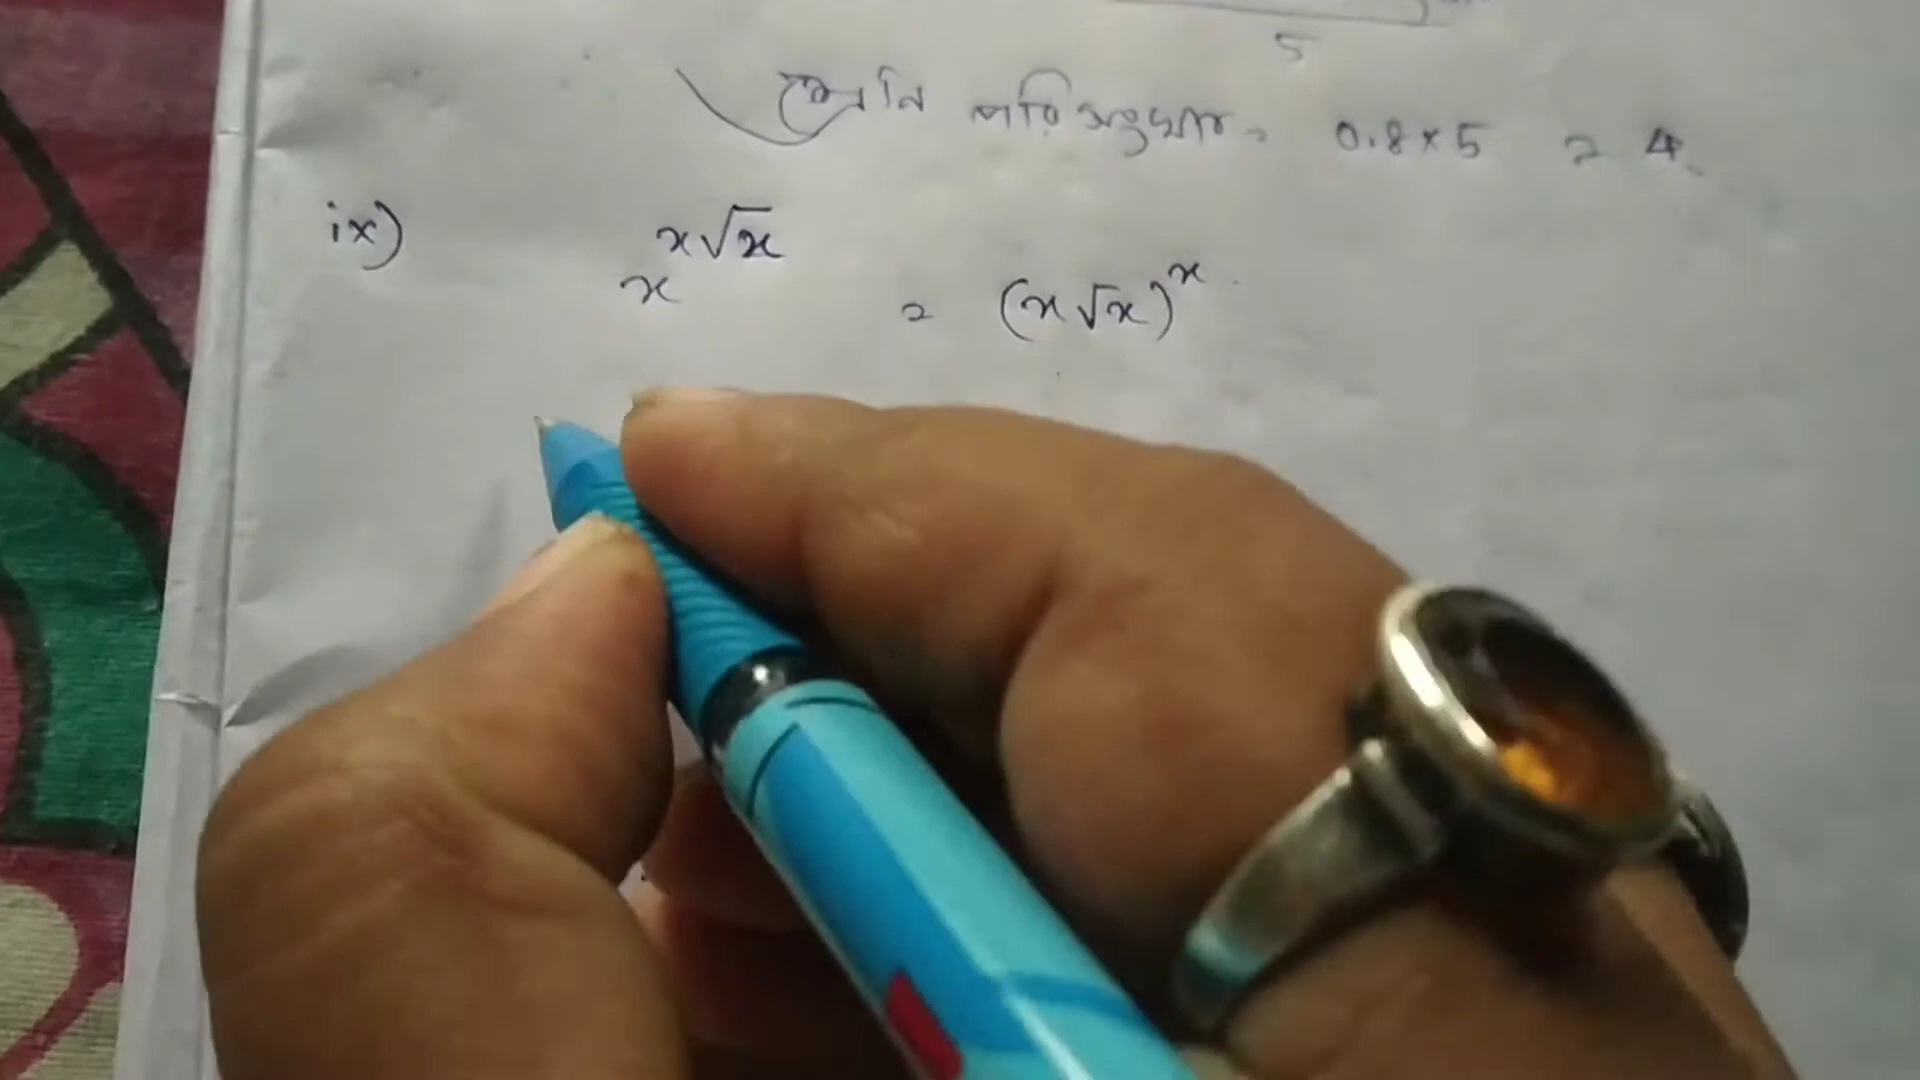 5
শ্রেনি পরিসংখ্যার = 0.8 × 5 = 4
ix) x^{x√x} = (x√x)^x